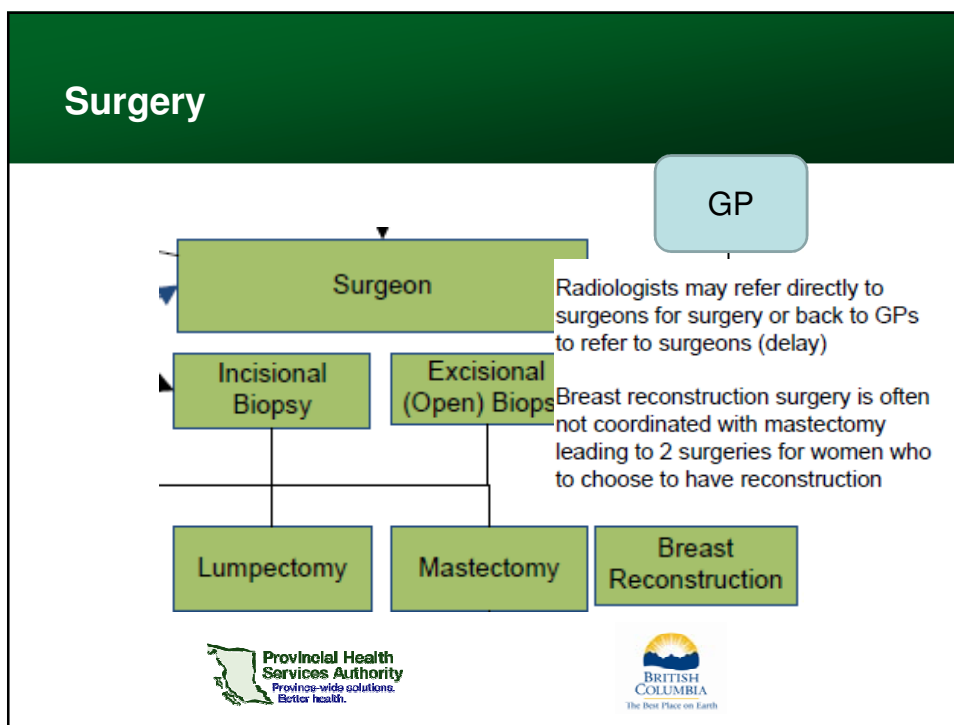 Surgery
GP
Surgeon
Radiologists may refer directly to
surgeons for surgery or back to GPs
to refer to surgeons (delay)
Incisional
Biopsy
Excisional
(Open) Biops
Breast reconstruction surgery is often
not coordinated with mastectomy
leading to 2 surgeries for women who
to choose to have reconstruction
Lumpectomy
Mastectomy
Breast
Reconstruction
Provincial Health
Services Authority
Province-wide solutions.
Better health.
BRITISH
COLUMBIA
The Best Place on Earth